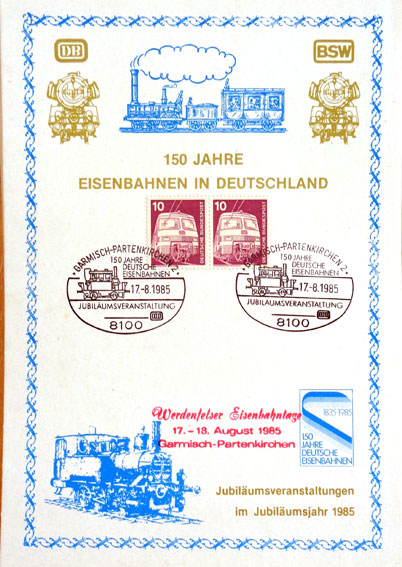 DB
BSW
150 JAHRE
EISENBAHNEN IN DEUTSCHLAND
10
DEUTSCHE BUNDESPOST
10
DEUTSCHE BUNDESPOST
· GARMISCH-PARTENKIRCHEN 2 ·
150 JAHRE
DEUTSCHE
EISENBAHNEN
17.-8.1985
JUBILÄUMSVERANSTALTUNG
8100
· GARMISCH-PARTENKIRCHEN 2 ·
150 JAHRE
DEUTSCHE
EISENBAHNEN
17.-8.1985
JUBILÄUMSVERANSTALTUNG
8100
Werdenfelser Eisenbahntage
17. - 18. August 1985
Garmisch-Partenkirchen
1835-1985
150
JAHRE
DEUTSCHE
EISENBAHNEN
Jubiläumsveranstaltungen
im Jubiläumsjahr 1985